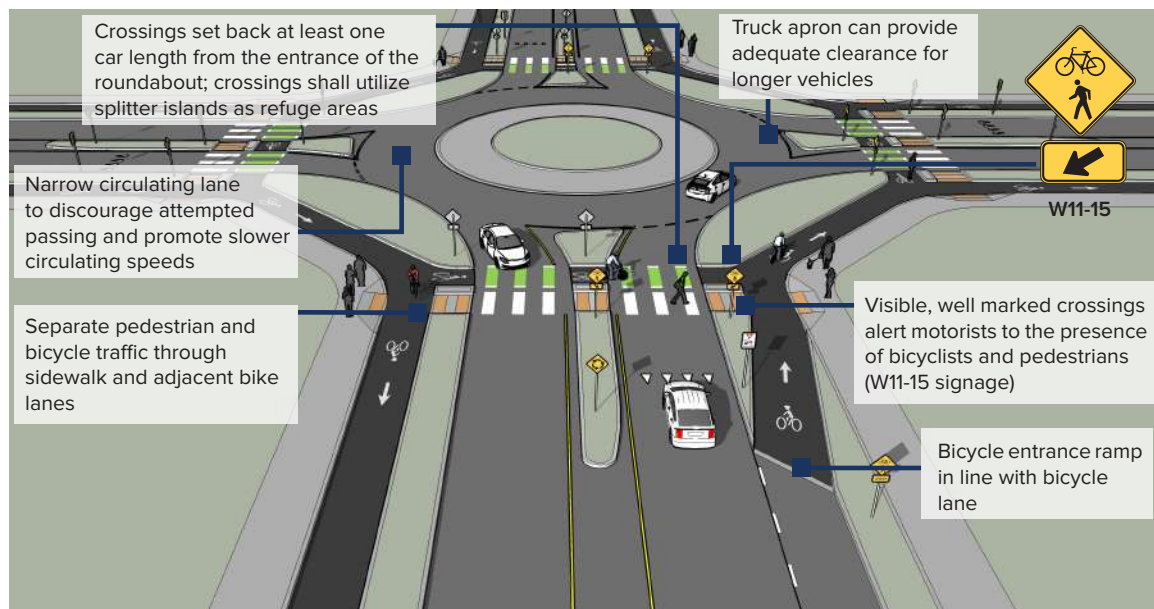 Crossings set back at least one
car length from the entrance of the
roundabout; crossings shall utilize
splitter islands as refuge areas
Truck apron can provide
adequate clearance for
longer vehicles
W11-15
Narrow circulating lane
to discourage attempted
passing and promote slower
circulating speeds
Separate pedestrian and
bicycle traffic through
sidewalk and adjacent bike
lanes
Visible, well marked crossings
alert motorists to the presence
of bicyclists and pedestrians
(W11-15 signage)
Bicycle entrance ramp
in line with bicycle
lane